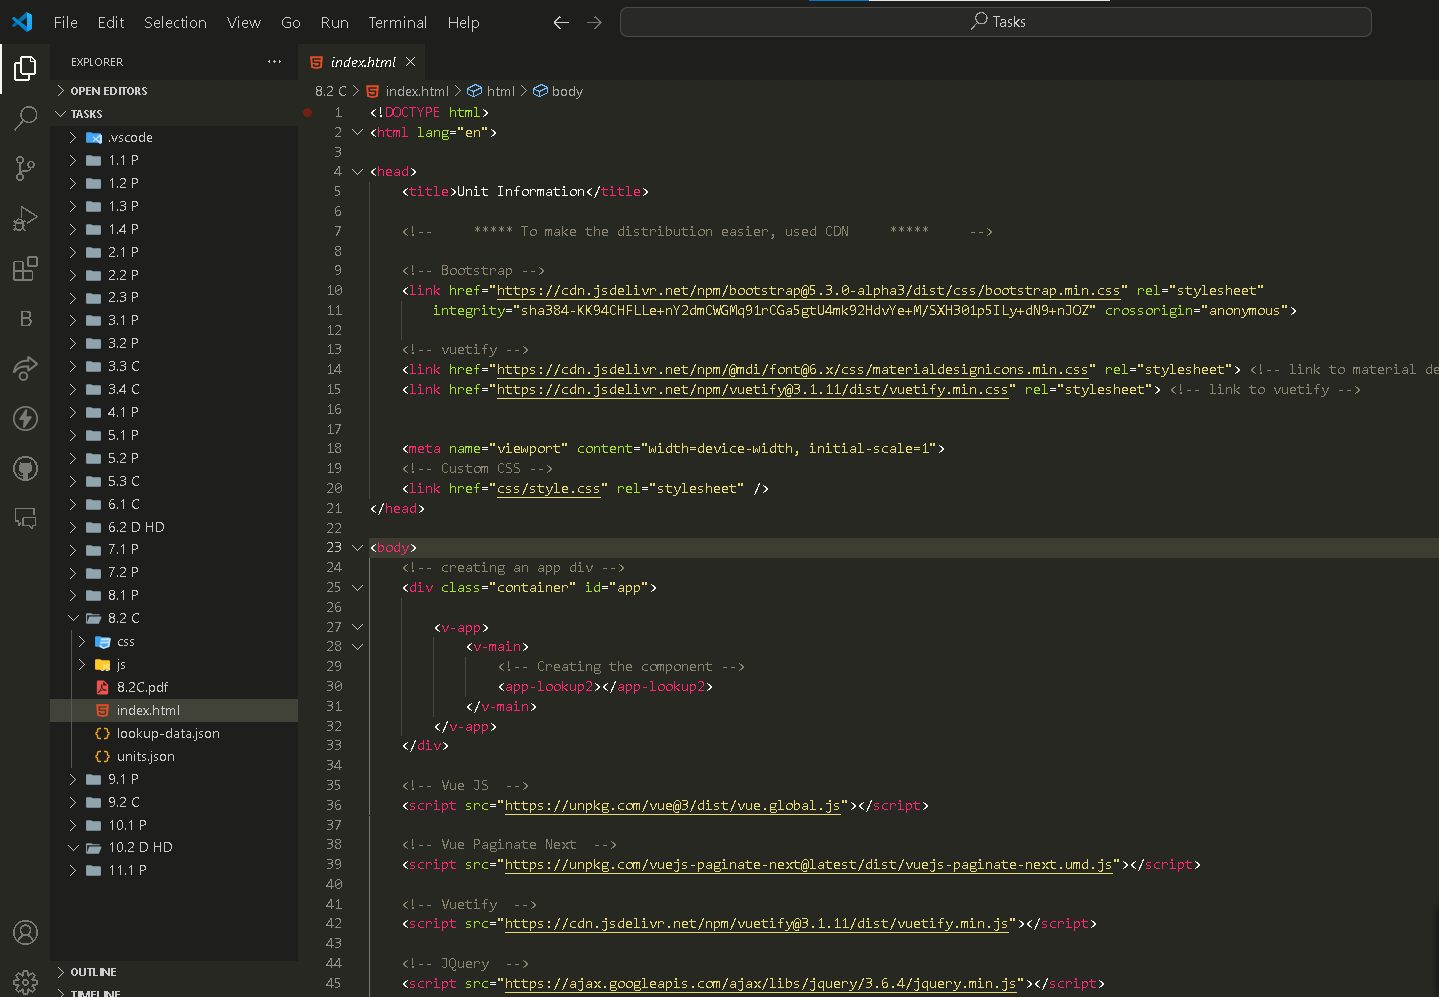 File Edit Selection View Go Run Terminal Help
Tasks
EXPLORER
OPEN EDITORS
TASKS
.vscode
1.1 P
1.2 P
1.3 P
1.4 P
2.1 P
2.2 P
2.3 P
3.1 P
3.2 P
3.3 C
3.4 C
4.1 P
5.1 P
5.2 P
5.3 C
6.1 C
6.2 D HD
7.1 P
7.2 P
8.1 P
8.2 C
css
js
8.2C.pdf
index.html
lookup-data.json
units.json
9.1 P
9.2 C
10.1 P
10.2 D HD
11.1 P
OUTLINE
TIMELINE
index.html
8.2 C > index.html > html > body
1 <!DOCTYPE html>
2 <html lang="en">
3
4 <head>
5 <title>Unit Information</title>
6
7 <!-- ***** To make the distribution easier, used CDN ***** -->
8
9 <!-- Bootstrap -->
10 <link href="https://cdn.jsdelivr.net/npm/bootstrap@5.3.0-alpha3/dist/css/bootstrap.min.css" rel="stylesheet"
11 integrity="sha384-KK94CHFLLe+nY2dmCWGMq91rCGa5gtU4mk92HdvYe+M/SXH301p5ILy+dN9+nJOZ" crossorigin="anonymous">
12
13 <!-- vuetify -->
14 <link href="https://cdn.jsdelivr.net/npm/@mdi/font@6.x/css/materialdesignicons.min.css" rel="stylesheet"> <!-- link to material de
15 <link href="https://cdn.jsdelivr.net/npm/vuetify@3.1.11/dist/vuetify.min.css" rel="stylesheet"> <!-- link to vuetify -->
16
17
18 <meta name="viewport" content="width=device-width, initial-scale=1">
19 <!-- Custom CSS -->
20 <link href="css/style.css" rel="stylesheet" />
21 </head>
22
23 <body>
24 <!-- creating an app div -->
25 <div class="container" id="app">
26
27 <v-app>
28 <v-main>
29 <!-- Creating the component -->
30 <app-lookup2></app-lookup2>
31 </v-main>
32 </v-app>
33 </div>
34
35 <!-- Vue JS -->
36 <script src="https://unpkg.com/vue@3/dist/vue.global.js"></script>
37
38 <!-- Vue Paginate Next -->
39 <script src="https://unpkg.com/vuejs-paginate-next@latest/dist/vuejs-paginate-next.umd.js"></script>
40
41 <!-- Vuetify -->
42 <script src="https://cdn.jsdelivr.net/npm/vuetify@3.1.11/dist/vuetify.min.js"></script>
43
44 <!-- JQuery -->
45 <script src="https://ajax.googleapis.com/ajax/libs/jquery/3.6.4/jquery.min.js"></script>